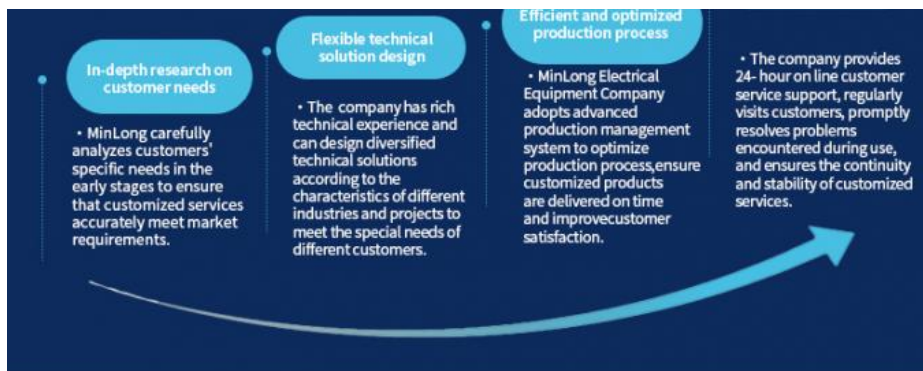 In-depth research on
customer needs
• MinLong carefully
analyzes customers'
specific needs in the
early stages to ensure
that customized services
accurately meet market
requirements.
Flexible technical
solution design
• The company has rich
technical experience and
can design diversified
technical solutions
according to the
characteristics of different
industries and projects to
meet the special needs of
different customers.
Efficient and optimized
production process
• MinLong Electrical
Equipment Company
adopts advanced
production management
system to optimize
production process,ensure
customized products
are delivered on time
and improvecustomer
satisfaction.
• The company provides
24- hour on line customer
service support, regularly
visits customers, promptly
resolves problems
encountered during use,
and ensures the continuity
and stability of customized
services.